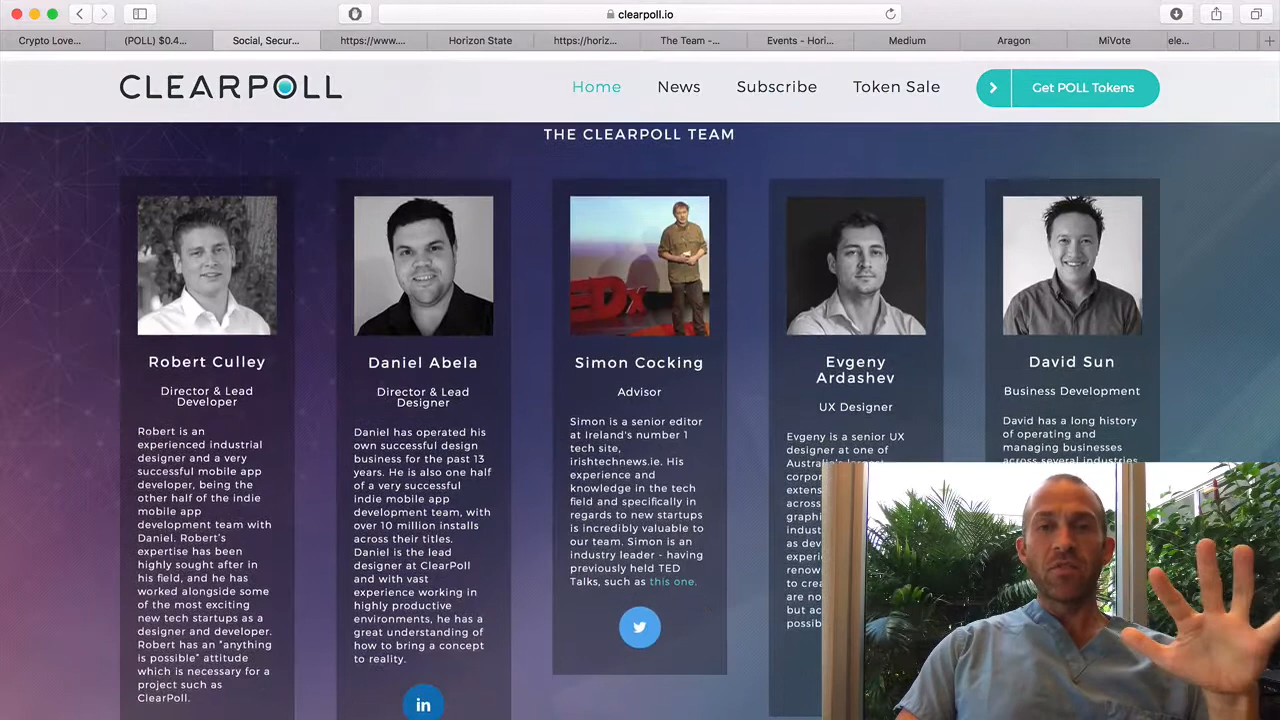 clearpoll.io
Crypto Love...
(POLL) $0.4...
Social, Secur...
https://www....
Horizon State
https://horiz...
The Team –...
Events - Hori...
Medium
Aragon
MiVote
ele...
CLEARPOLL
Home
News
Subscribe
Token Sale
Get POLL Tokens
THE CLEARPOLL TEAM
Robert Culley
Director & Lead
Developer
Robert is an
experienced industrial
designer and a very
successful mobile app
developer, being the
other half of the indie
mobile app
development team with
Daniel. Robert's
expertise has been
highly sought after in
his field, and he has
worked alongside some
of the most exciting
new tech startups as a
designer and developer.
Robert has an "anything
is possible" attitude
which is necessary for a
project such as
ClearPoll.
Daniel Abela
Director & Lead
Designer
Daniel has operated his
own successful design
business for the past 13
years. He is also one half
of a very successful
indie mobile app
development team, with
over 10 million installs
across their titles.
Daniel is the lead
designer at ClearPoll
and with vast
experience working in
highly productive
environments, he has a
great understanding of
how to bring a concept
to reality.
in
EDx
Simon Cocking
Advisor
Simon is a senior editor
at Ireland's number 1
tech site,
irishtechnews.ie. His
experience and
knowledge in the tech
field and specifically in
regards to new startups
is incredibly valuable to
our team. Simon is an
industry leader - having
previously held TED
Talks, such as this one.
Evgeny
Ardashev
UX Designer
Evgeny is a senior UX
designer at one of
David Sun
Business Development
David has a long history
of operating and
managing businesses
across several industries